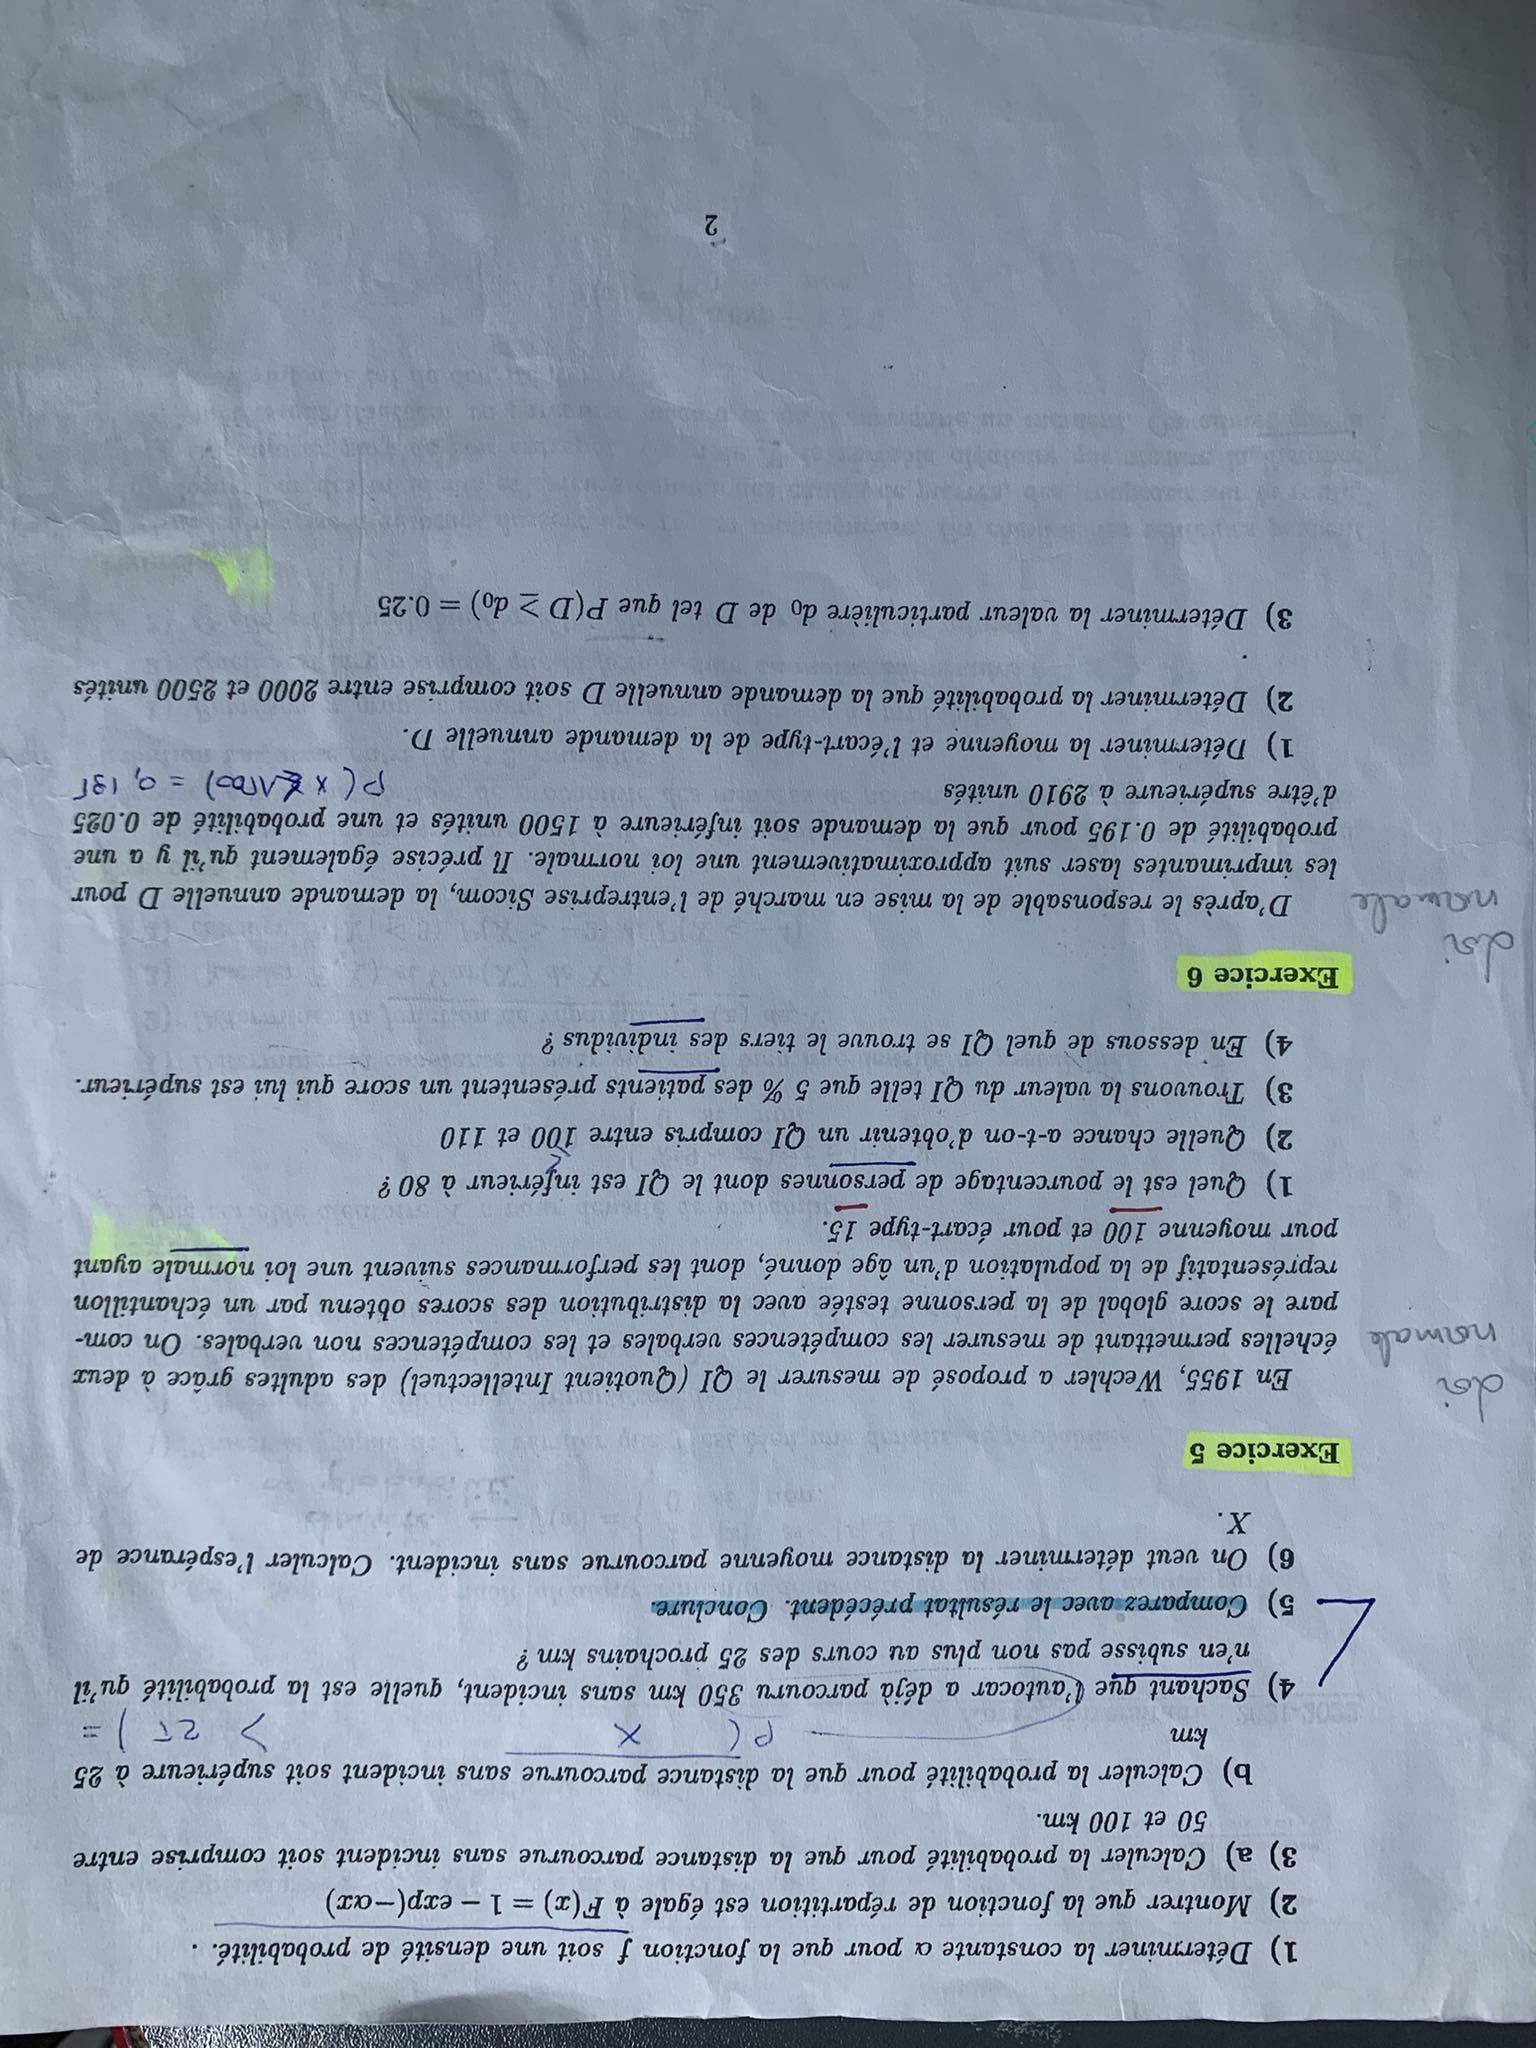 1) Déterminer la constante α pour que la fonction f soit une densité de probabilité. .
2) Montrer que la fonction de répartition est égale à F(x) = 1 − exp(−αx)
3) a) Calculer la probabilité pour que la distance parcourue sans incident soit comprise entre
50 et 100 km.
b) Calculer la probabilité pour que la distance parcourue sans incident soit supérieure à 25
km
P( X > 25 ) =
4) Sachant que l'autocar a déjà parcouru 350 km sans incident, quelle est la probabilité qu'il
n'en subisse pas non plus au cours des 25 prochains km ?
5) Comparez avec le résultat précédent. Conclure.
6) On veut déterminer la distance moyenne parcourue sans incident. Calculer l'espérance de
X.
Exercice 5
Loi
normale
En 1955, Wechler a proposé de mesurer le QI (Quotient Intellectuel) des adultes grâce à deux
échelles permettant de mesurer les compétences verbales et les compétences non verbales. On com-
pare le score global de la personne testée avec la distribution des scores obtenu par un échantillon
représentatif de la population d'un âge donné, dont les performances suivent une loi normale ayant
pour moyenne 100 et pour écart-type 15.
1) Quel est le pourcentage de personnes dont le QI est inférieur à 80 ?
<
2) Quelle chance a-t-on d'obtenir un QI compris entre 100 et 110
3) Trouvons la valeur du QI telle que 5 % des patients présentent un score qui lui est supérieur.
4) En dessous de quel QI se trouve le tiers des individus ?
Exercice 6
Loi
normale
D'après le responsable de la mise en marché de l'entreprise Sicom, la demande annuelle D pour
les imprimantes laser suit approximativement une loi normale. Il précise également qu'il y a une
probabilité de 0.195 pour que la demande soit inférieure à 1500 unités et une probabilité de 0.025
d'être supérieure à 2910 unités
P( X < 1500) = 0,195
1) Déterminer la moyenne et l'écart-type de la demande annuelle D.
2) Déterminer la probabilité que la demande annuelle D soit comprise entre 2000 et 2500 unités
.
3) Déterminer la valeur particulière d₀ de D tel que P(D ≥ d₀) = 0.25
2